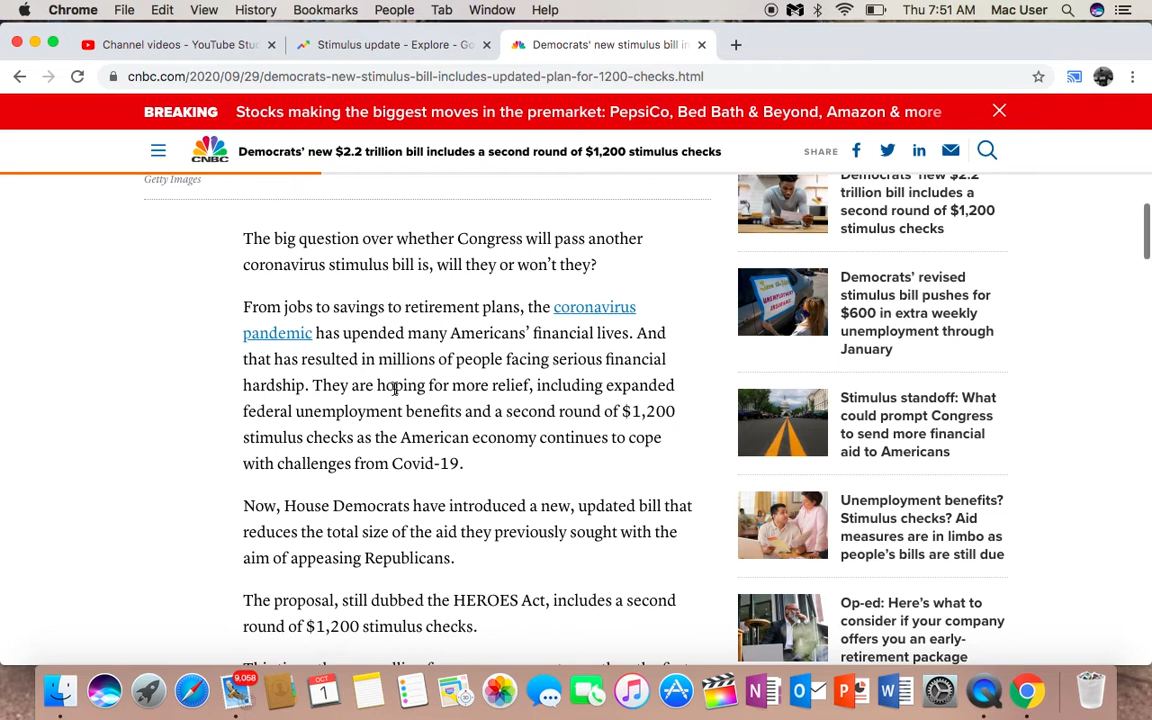 Chrome File Edit View History Bookmarks People Tab Window Help Thu 7:51 AM Mac User
Channel videos - YouTube Stu
Stimulus update - Explore - Go
Democrats' new stimulus bill in
cnbc.com/2020/09/29/democrats-new-stimulus-bill-includes-updated-plan-for-1200-checks.html
BREAKING Stocks making the biggest moves in the premarket: PepsiCo, Bed Bath & Beyond, Amazon & more
CNBC
Democrats' new $2.2 trillion bill includes a second round of $1,200 stimulus checks
SHARE
Getty Images
The big question over whether Congress will pass another
coronavirus stimulus bill is, will they or won't they?
From jobs to savings to retirement plans, the coronavirus
pandemic has upended many Americans' financial lives. And
that has resulted in millions of people facing serious financial
hardship. They are hoping for more relief, including expanded
federal unemployment benefits and a second round of $1,200
stimulus checks as the American economy continues to cope
with challenges from Covid-19.
Now, House Democrats have introduced a new, updated bill that
reduces the total size of the aid they previously sought with the
aim of appeasing Republicans.
The proposal, still dubbed the HEROES Act, includes a second
round of $1,200 stimulus checks.
Democrats' new $2.2
trillion bill includes a
second round of $1,200
stimulus checks
Democrats' revised
stimulus bill pushes for
$600 in extra weekly
unemployment through
January
Stimulus standoff: What
could prompt Congress
to send more financial
aid to Americans
Unemployment benefits?
Stimulus checks? Aid
measures are in limbo as
people's bills are still due
Op-ed: Here's what to
consider if your company
offers you an early-
retirement package
9,058
OCT
1